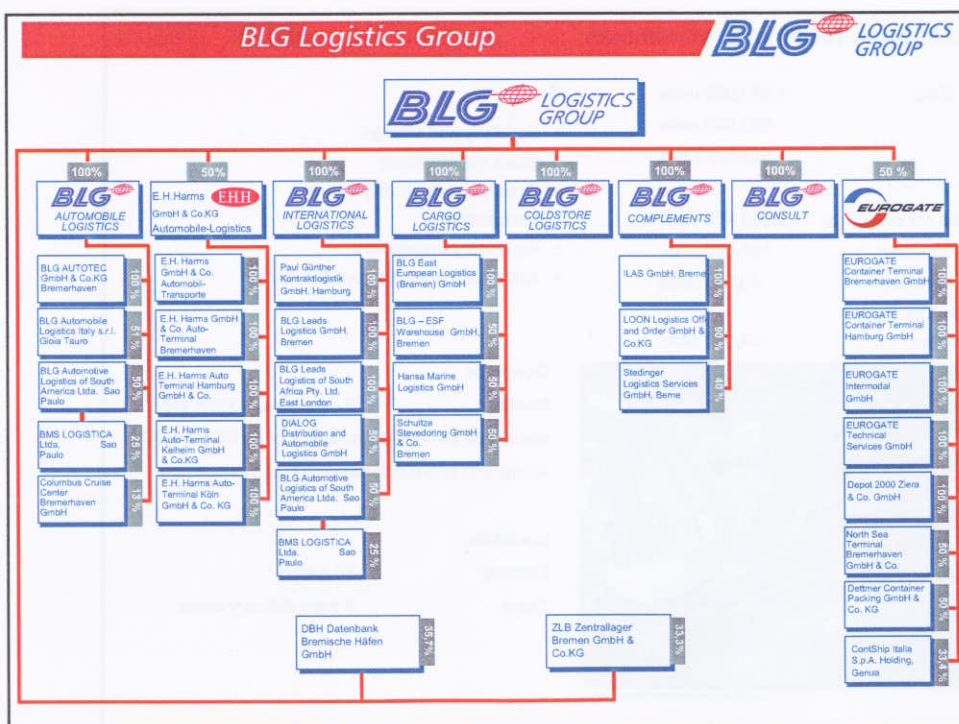 BLG Logistics Group
BLG LOGISTICS
GROUP
BLG LOGISTICS
GROUP
100%
BLG
AUTOMOBILE
LOGISTICS
BLG AUTOTEC
GmbH & Co.KG
Bremerhaven
100 %
BLG Automobile
Logistics Italy s.r.l.
Gioia Tauro
51 %
BLG Automotive
Logistics of South
America Ltda. Sao
Paulo
50 %
BMS LOGISTICA
Ltda, Sao
Paulo
25 %
Columbus Cruise
Center
Bremerhaven
GmbH
13 %
50%
E.H.Harms EHH
GmbH & Co.KG
Automobile-Logistics
E.H. Harms
GmbH & Co.
Automobil-
Transporte
100 %
E.H. Harms GmbH
& Co. Auto-
Terminal
Bremerhaven
100 %
E.H. Harms Auto
Terminal Hamburg
GmbH & Co.
100 %
E.H. Harms
Auto-Terminal
Kelheim GmbH
& Co.KG
100 %
E.H. Harms Auto-
Terminal Köln
GmbH & Co. KG
100 %
100%
BLG
INTERNATIONAL
LOGISTICS
Paul Günther
Kontraktlogistik
GmbH, Hamburg
100 %
BLG Leads
Logistics GmbH,
Bremen
100 %
BLG Leads
Logistics of South
Africa Pty. Ltd.
East London
100 %
DIALOG
Distribution and
Automobile
Logistics GmbH
50 %
BLG Automotive
Logistics of South
America Ltda. Sao
Paulo
50 %
BMS LOGISTICA
Ltda. Sao
Paulo
25 %
100%
BLG
CARGO
LOGISTICS
BLG East
European Logistics
(Bremen) GmbH
100 %
BLG – ESF
Warehouse GmbH,
Bremen
50 %
Hansa Marine
Logistics GmbH
50 %
Schultze
Stevedoring GmbH
& Co.
Bremen
50 %
100%
BLG
COLDSTORE
LOGISTICS
100%
BLG
COMPLEMENTS
ILAS GmbH, Breme
100 %
LOON Logistics Off
and Order GmbH &
Co.KG
90 %
Stedinger
Logistics Services
GmbH, Berne
40 %
100%
BLG
CONSULT
50 %
EUROGATE
EUROGATE
Container Terminal
Bremerhaven GmbH
100 %
EUROGATE
Container Terminal
Hamburg GmbH
100 %
EUROGATE
Intermodal
GmbH
100 %
EUROGATE
Technical
Services GmbH
100 %
Depot 2000 Ziera
& Co. GmbH
100 %
North Sea
Terminal
Bremerhaven
GmbH & Co.
50 %
Dettmer Container
Packing GmbH &
Co. KG
50 %
ContShip Italia
S.p.A. Holding,
Genua
33,4 %
DBH Datenbank
Bremische Häfen
GmbH
35,7%
ZLB Zentrallager
Bremen GmbH &
Co.KG
33,3%